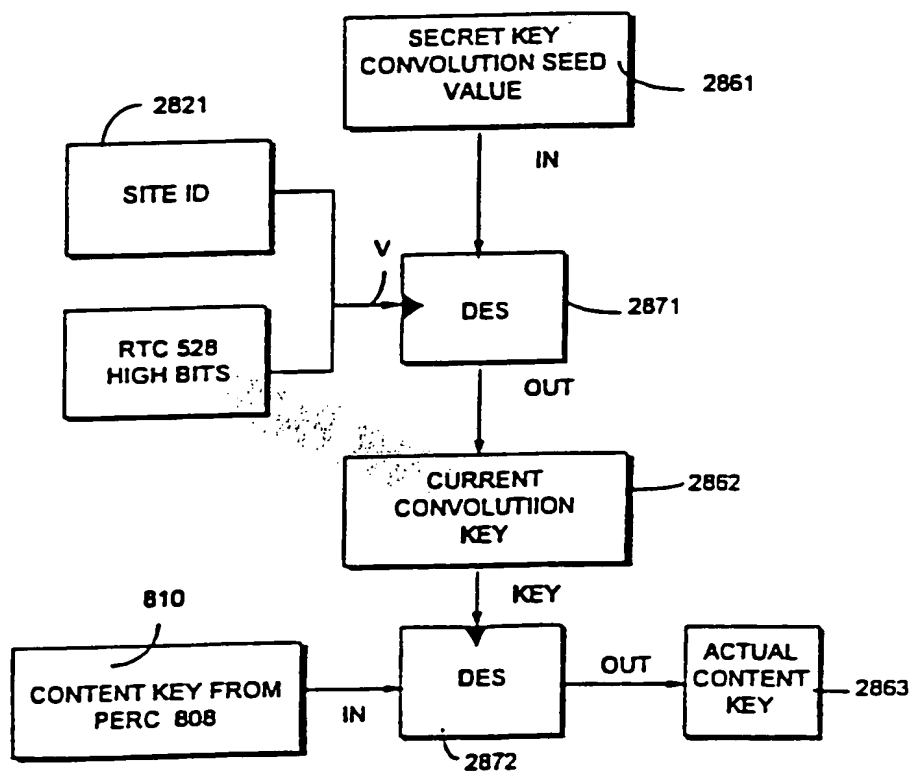 SECRET KEY
CONVOLUTION SEED
VALUE
2861
2821
IN
SITE ID
V
DES
2871
RTC 528
HIGH BITS
OUT
CURRENT
CONVOLUTIION
KEY
2862
KEY
810
CONTENT KEY FROM
PERC 808
IN
DES
OUT
ACTUAL
CONTENT
KEY
2863
2872